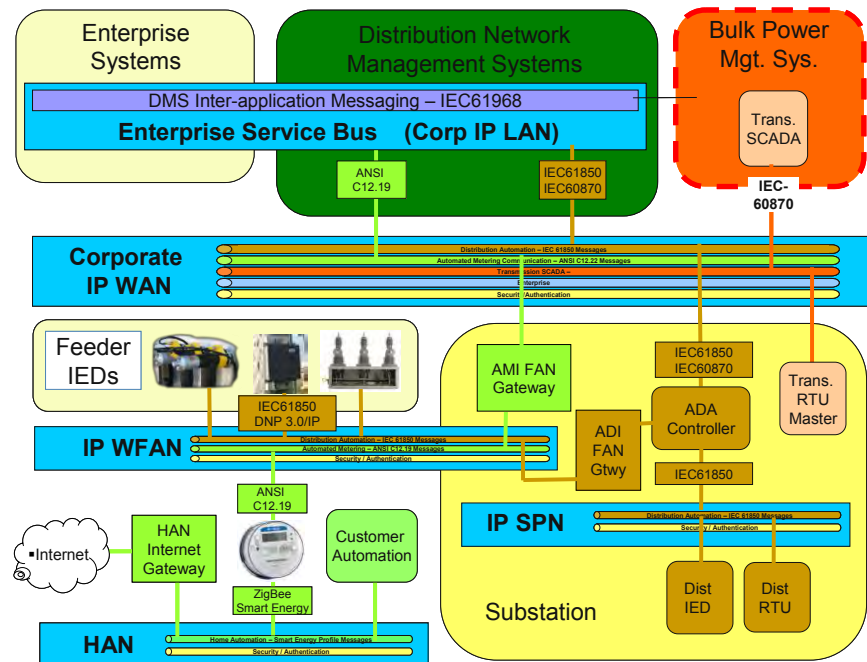 Enterprise
Systems
Distribution Network
Management Systems
Bulk Power
Mgt. Sys.
DMS Inter-application Messaging – IEC61968
Enterprise Service Bus (Corp IP LAN)
Trans.
SCADA
ANSI
C12.19
IEC61850
IEC60870
IEC-
60870
Corporate
IP WAN
Distribution Automation – IEC 61850 Messages
Automated Metering Communication – ANSI C12.22 Messages
Transmission SCADA –
Enterprise
Security /Authentication
Feeder
IEDs
IEC61850
DNP 3.0/IP
AMI FAN
Gateway
IEC61850
IEC60870
Trans.
RTU
Master
ADA
Controller
ADI
FAN
Gtwy
IP WFAN
Distribution Automation – IEC 61850 Messages
Automated Metering – ANSI C12.19 Messages
Security / Authentication
IEC61850
ANSI
C12.19
IP SPN
Distribution Automation – IEC 61850 Messages
Security / Authentication
▪Internet
HAN
Internet
Gateway
Customer
Automation
ZigBee
Smart Energy
Dist
IED
Dist
RTU
Substation
HAN
Home Automation – Smart Energy Profile Messages
Security / Authentication